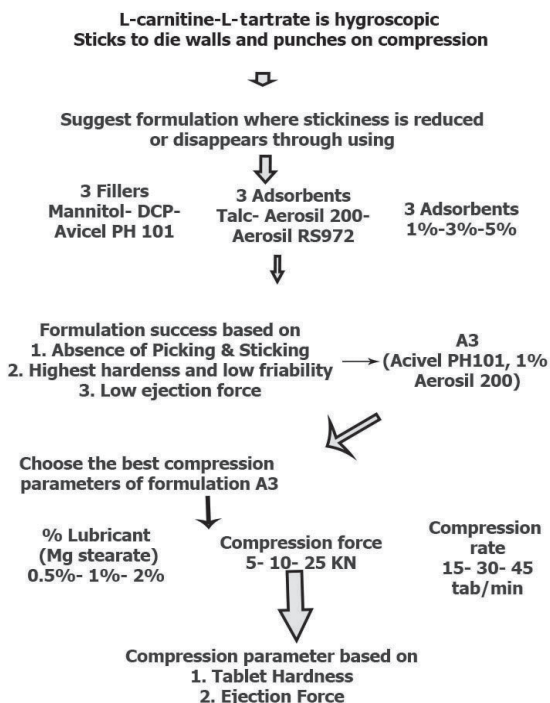 L-carnitine-L-tartrate is hygroscopic
Sticks to die walls and punches on compression
Suggest formulation where stickiness is reduced
or disappears through using
3 Fillers
Mannitol- DCP-
Avicel PH 101
3 Adsorbents
Talc- Aerosil 200-
Aerosil RS972
3 Adsorbents
1%-3%-5%
Formulation success based on
1. Absence of Picking & Sticking
2. Highest hardenss and low friability
3. Low ejection force
A3
(Acivel PH101, 1%
Aerosil 200)
Choose the best compression
parameters of formulation A3
% Lubricant
(Mg stearate)
0.5%- 1%- 2%
Compression force
5- 10- 25 KN
Compression
rate
15- 30- 45
tab/min
Compression parameter based on
1. Tablet Hardness
2. Ejection Force